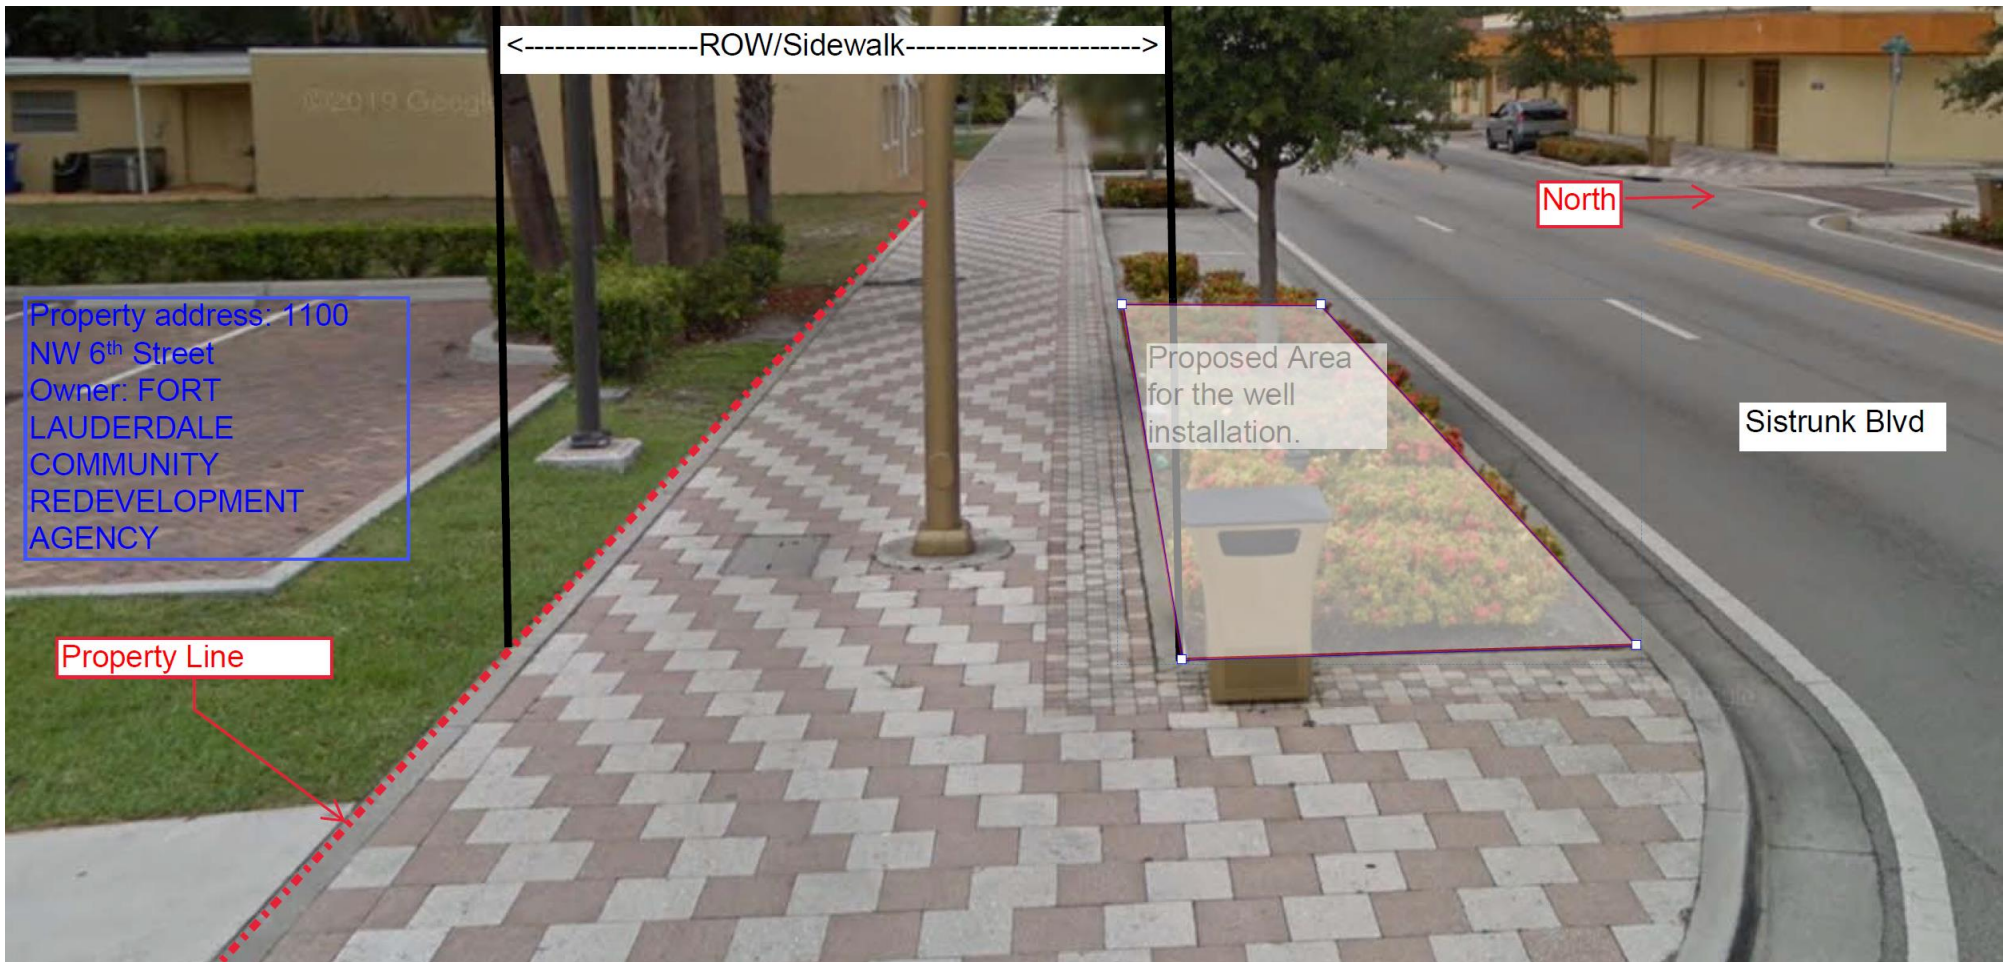 <-----------------ROW/Sidewalk----------------------->
©2019 Google
North
Property address: 1100
NW 6th Street
Owner: FORT
LAUDERDALE
COMMUNITY
REDEVELOPMENT
AGENCY
Proposed Area
for the well
installation.
Sistrunk Blvd
Property Line